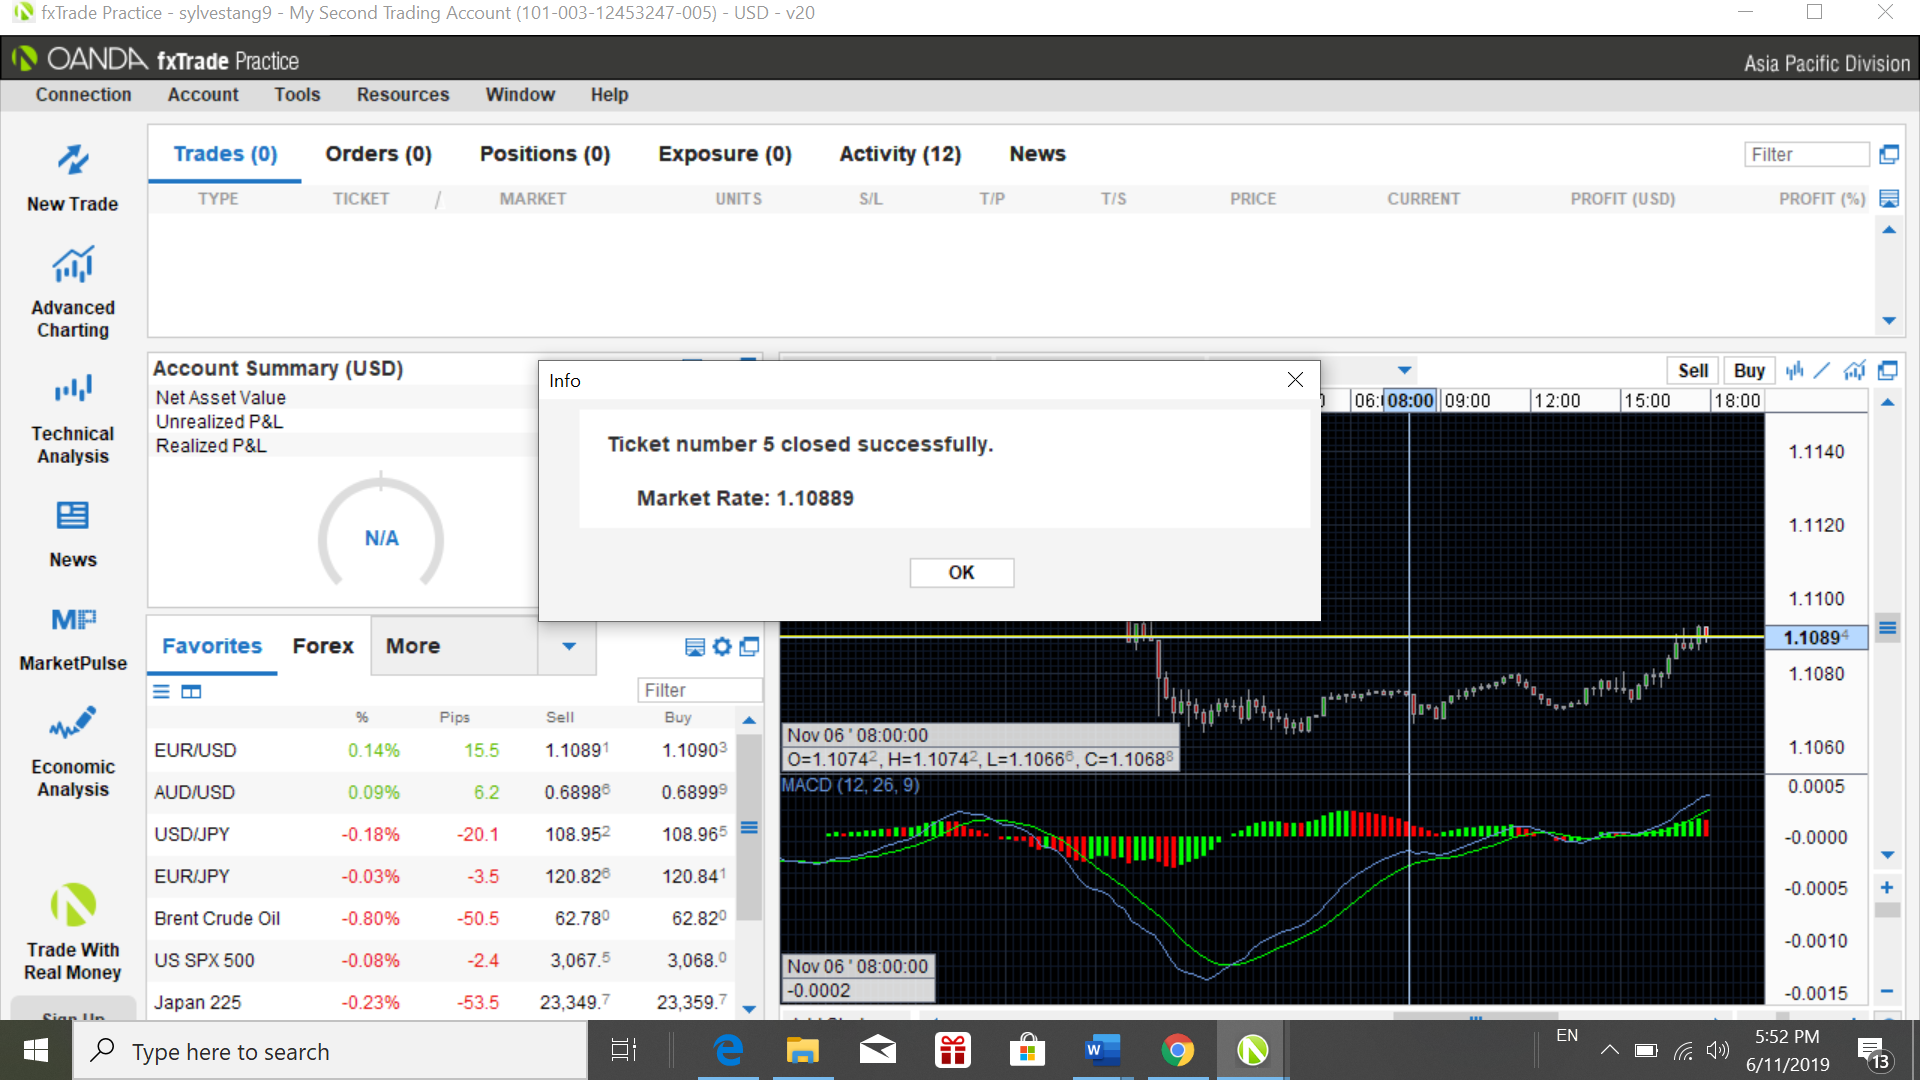 fxTrade Practice - sylvestang9 - My Second Trading Account (101-003-12453247-005) - USD - v20
OANDA fxTrade Practice
Asia Pacific Division
Connection Account Tools Resources Window Help
New Trade
Advanced Charting
Technical Analysis
News
MarketPulse
Economic Analysis
Trade With Real Money
Trades (0) Orders (0) Positions (0) Exposure (0) Activity (12) News
Filter
TYPE TICKET / MARKET UNITS S/L T/P T/S PRICE CURRENT PROFIT (USD) PROFIT (%)
Account Summary (USD)
Net Asset Value
Unrealized P&L
Realized P&L
N/A
Info
Ticket number 5 closed successfully.
Market Rate: 1.10889
OK
Sell Buy
08:00 09:00 12:00 15:00 18:00
1.1140
1.1120
1.1100
1.10894
1.1080
1.1060
Nov 06 ' 08:00:00
O=1.10742, H=1.10742, L=1.10666, C=1.10688
MACD (12, 26, 9)
0.0005
-0.0000
-0.0005
-0.0010
-0.0015
Nov 06 ' 08:00:00
-0.0002
Favorites Forex More
Filter
% Pips Sell Buy
EUR/USD 0.14% 15.5 1.10891 1.10903
AUD/USD 0.09% 6.2 0.68986 0.68999
USD/JPY -0.18% -20.1 108.952 108.965
EUR/JPY -0.03% -3.5 120.826 120.841
Brent Crude Oil -0.80% -50.5 62.780 62.820
US SPX 500 -0.08% -2.4 3,067.5 3,068.0
Japan 225 -0.23% -53.5 23,349.7 23,359.7
Sign Up
Type here to search
EN
5:52 PM
6/11/2019
13